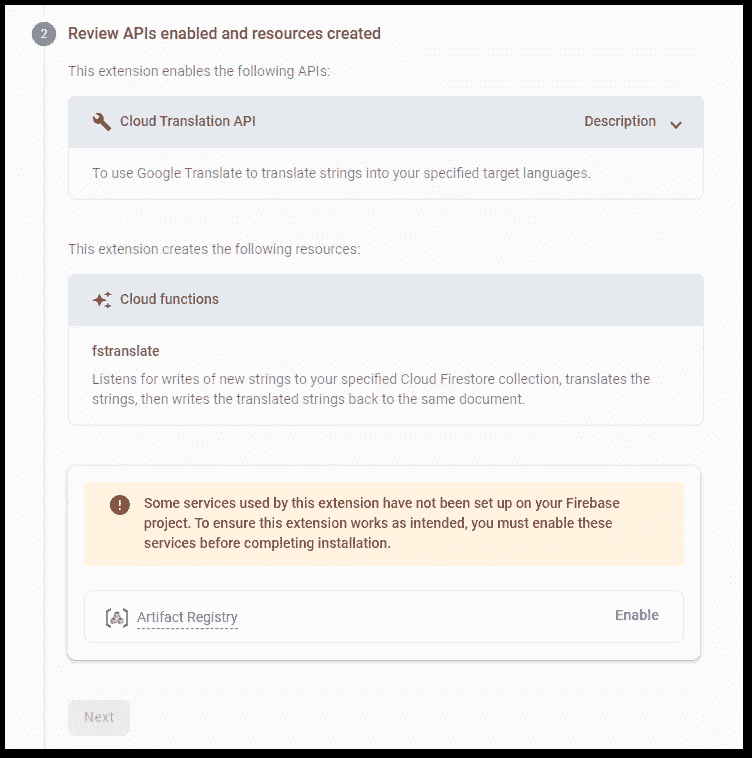 2
Review APIs enabled and resources created
This extension enables the following APIs:
Cloud Translation API
Description
To use Google Translate to translate strings into your specified target languages.
This extension creates the following resources:
Cloud functions
fstranslate
Listens for writes of new strings to your specified Cloud Firestore collection, translates the
strings, then writes the translated strings back to the same document.
Some services used by this extension have not been set up on your Firebase
project. To ensure this extension works as intended, you must enable these
services before completing installation.
Artifact Registry
Enable
Next